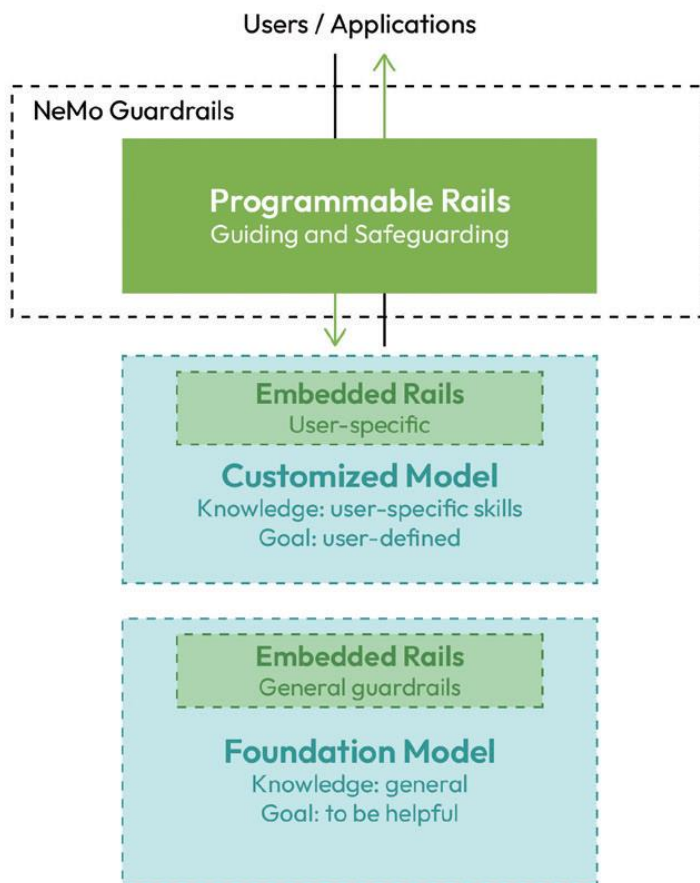 Users / Applications
NeMo Guardrails
Programmable Rails
Guiding and Safeguarding
Embedded Rails
User-specific
Customized Model
Knowledge: user-specific skills
Goal: user-defined
Embedded Rails
General guardrails
Foundation Model
Knowledge: general
Goal: to be helpful